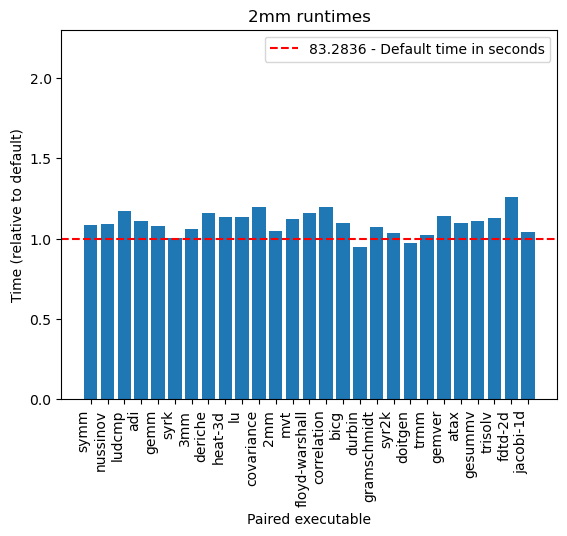 2mm runtimes
83.2836 - Default time in seconds
Time (relative to default)
2.0
1.5
1.0
0.5
0.0
symm
nussinov
ludcmp
adi
gemm
syrk
3mm
deriche
heat-3d
lu
covariance
2mm
mvt
floyd-warshall
correlation
bicg
durbin
gramschmidt
syr2k
doitgen
trmm
gemver
atax
gesummv
trisolv
fdtd-2d
jacobi-1d
Paired executable